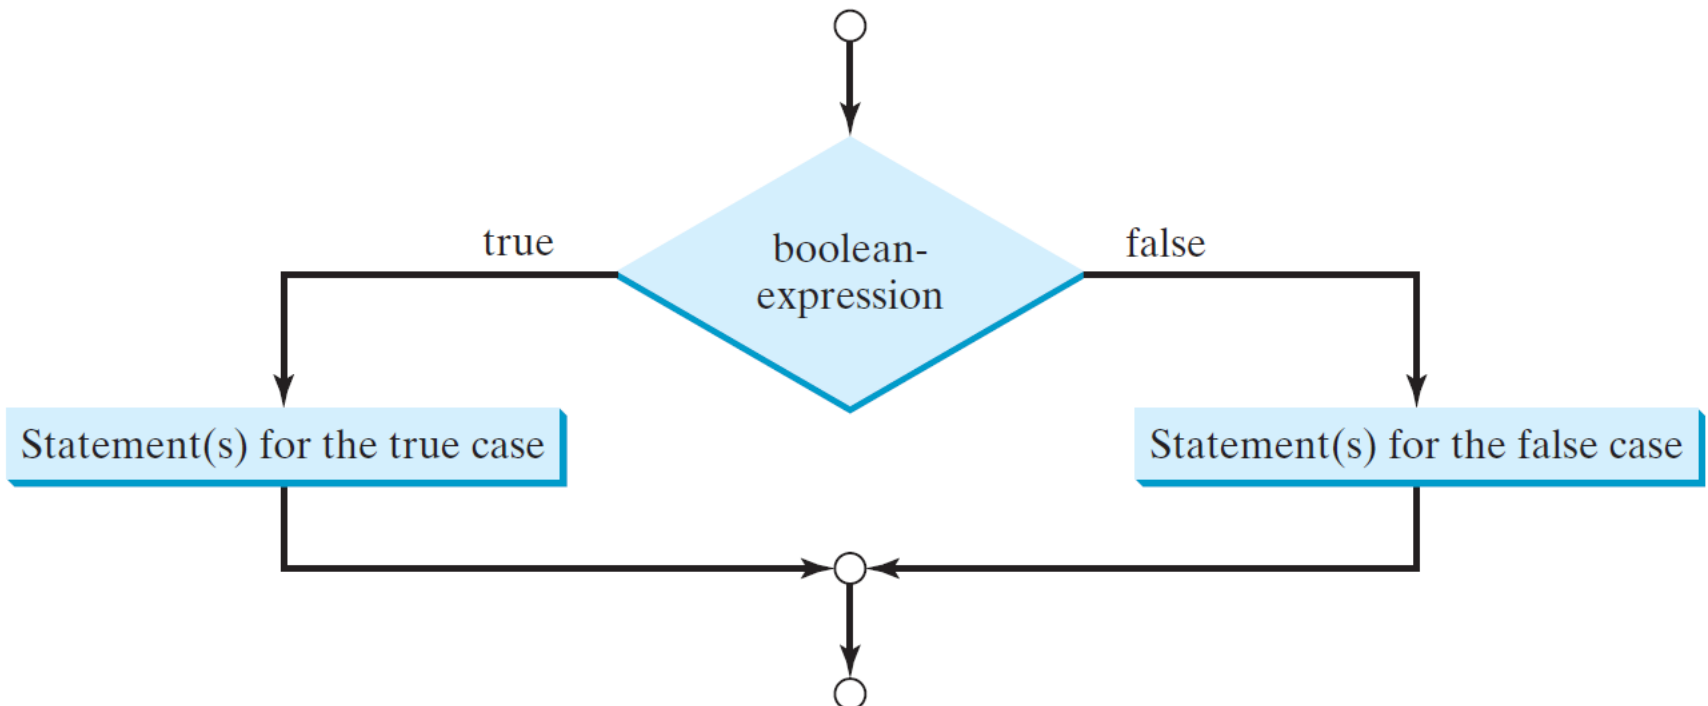 true
boolean-
expression
false
Statement(s) for the true case
Statement(s) for the false case